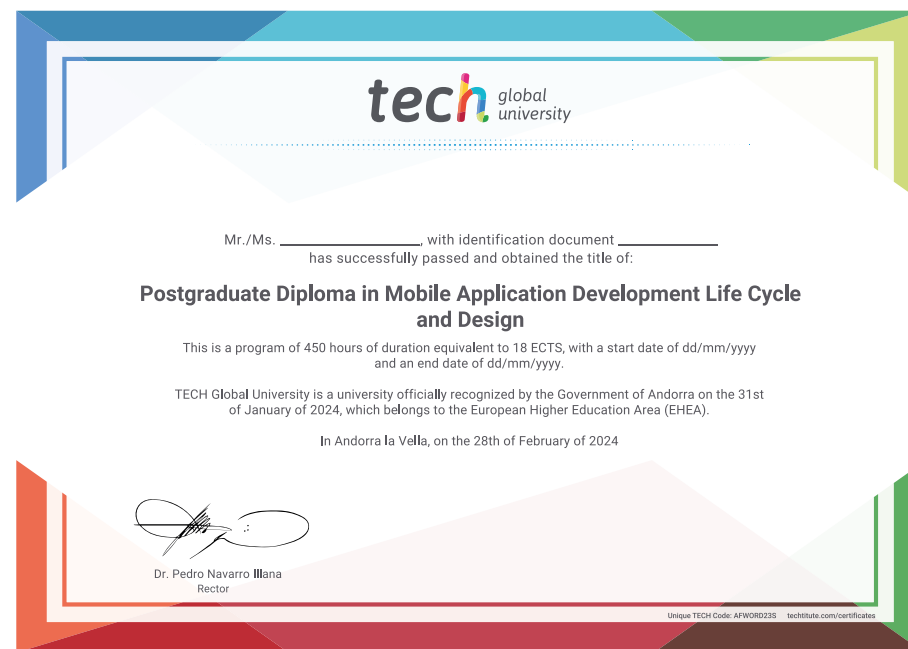 tech global
university
Mr./Ms. ____________________, with identification document ______________
has successfully passed and obtained the title of:
Postgraduate Diploma in Mobile Application Development Life Cycle
and Design
This is a program of 450 hours of duration equivalent to 18 ECTS, with a start date of dd/mm/yyyy
and an end date of dd/mm/yyyy.
TECH Global University is a university officially recognized by the Government of Andorra on the 31st
of January of 2024, which belongs to the European Higher Education Area (EHEA).
In Andorra la Vella, on the 28th of February of 2024
Dr. Pedro Navarro Illana
Rector
Unique TECH Code: AFWORD23S techtitute.com/certificates